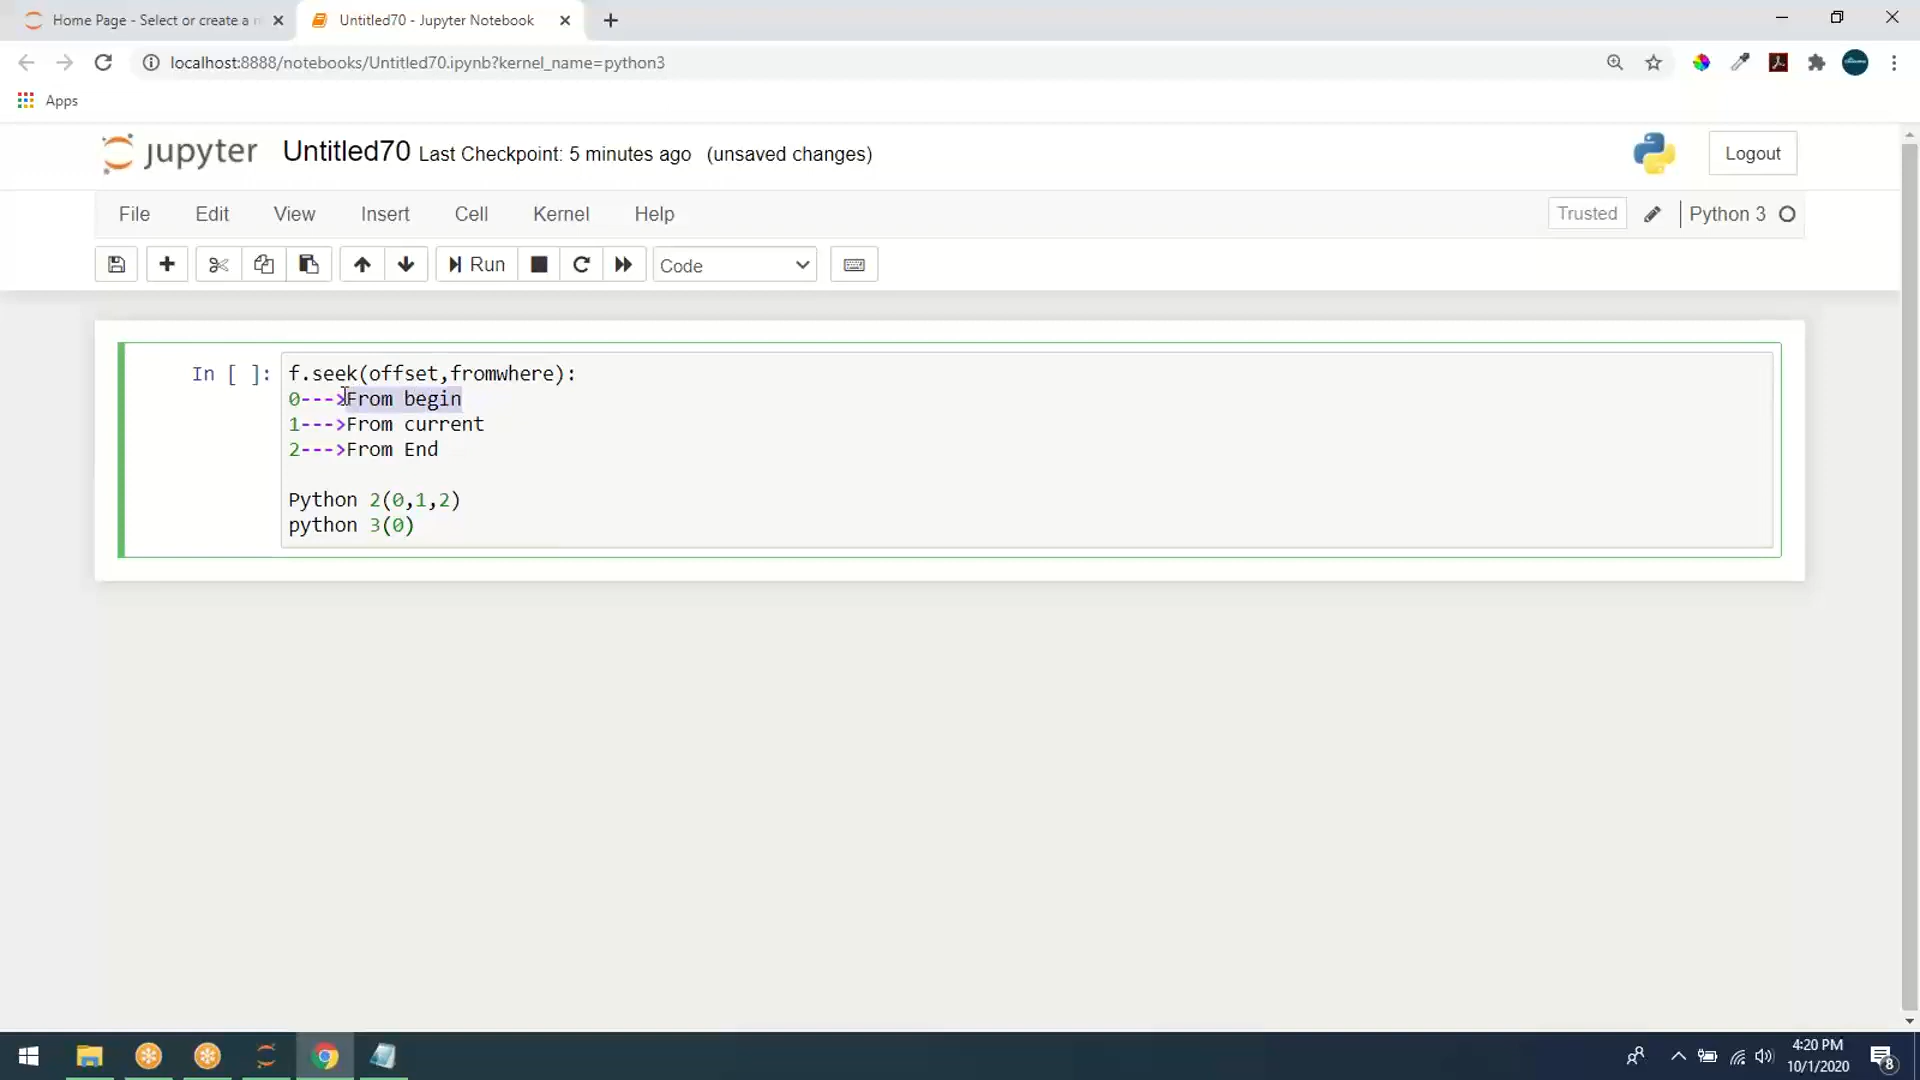 Home Page - Select or create a n
Untitled70 - Jupyter Notebook
localhost:8888/notebooks/Untitled70.ipynb?kernel_name=python3
Apps
jupyter Untitled70 Last Checkpoint: 5 minutes ago (unsaved changes)
Logout
File Edit View Insert Cell Kernel Help
Trusted
Python 3
Run
Code
In [ ]: f.seek(offset,fromwhere):
0--->From begin
1--->From current
2--->From End
Python 2(0,1,2)
python 3(0)
4:20 PM
10/1/2020
8